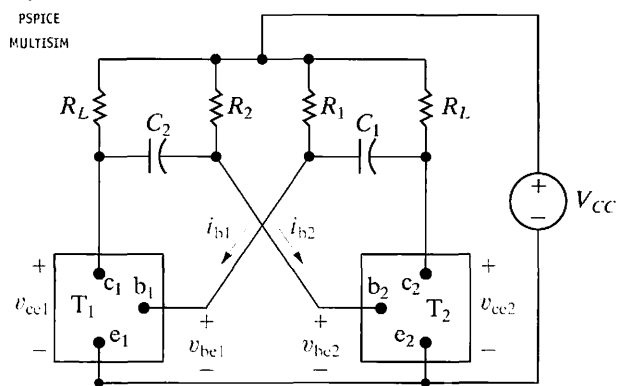 PSPICE
MULTISIM
R_L R_2 R_1 R_L
C_2 C_1
+ − V_CC
i_b1 i_b2
+ v_ce1 −
c_1 b_1 T_1 e_1
+ v_be1 −
+ v_be2 −
b_2 c_2 T_2 e_2
+ v_ce2 −